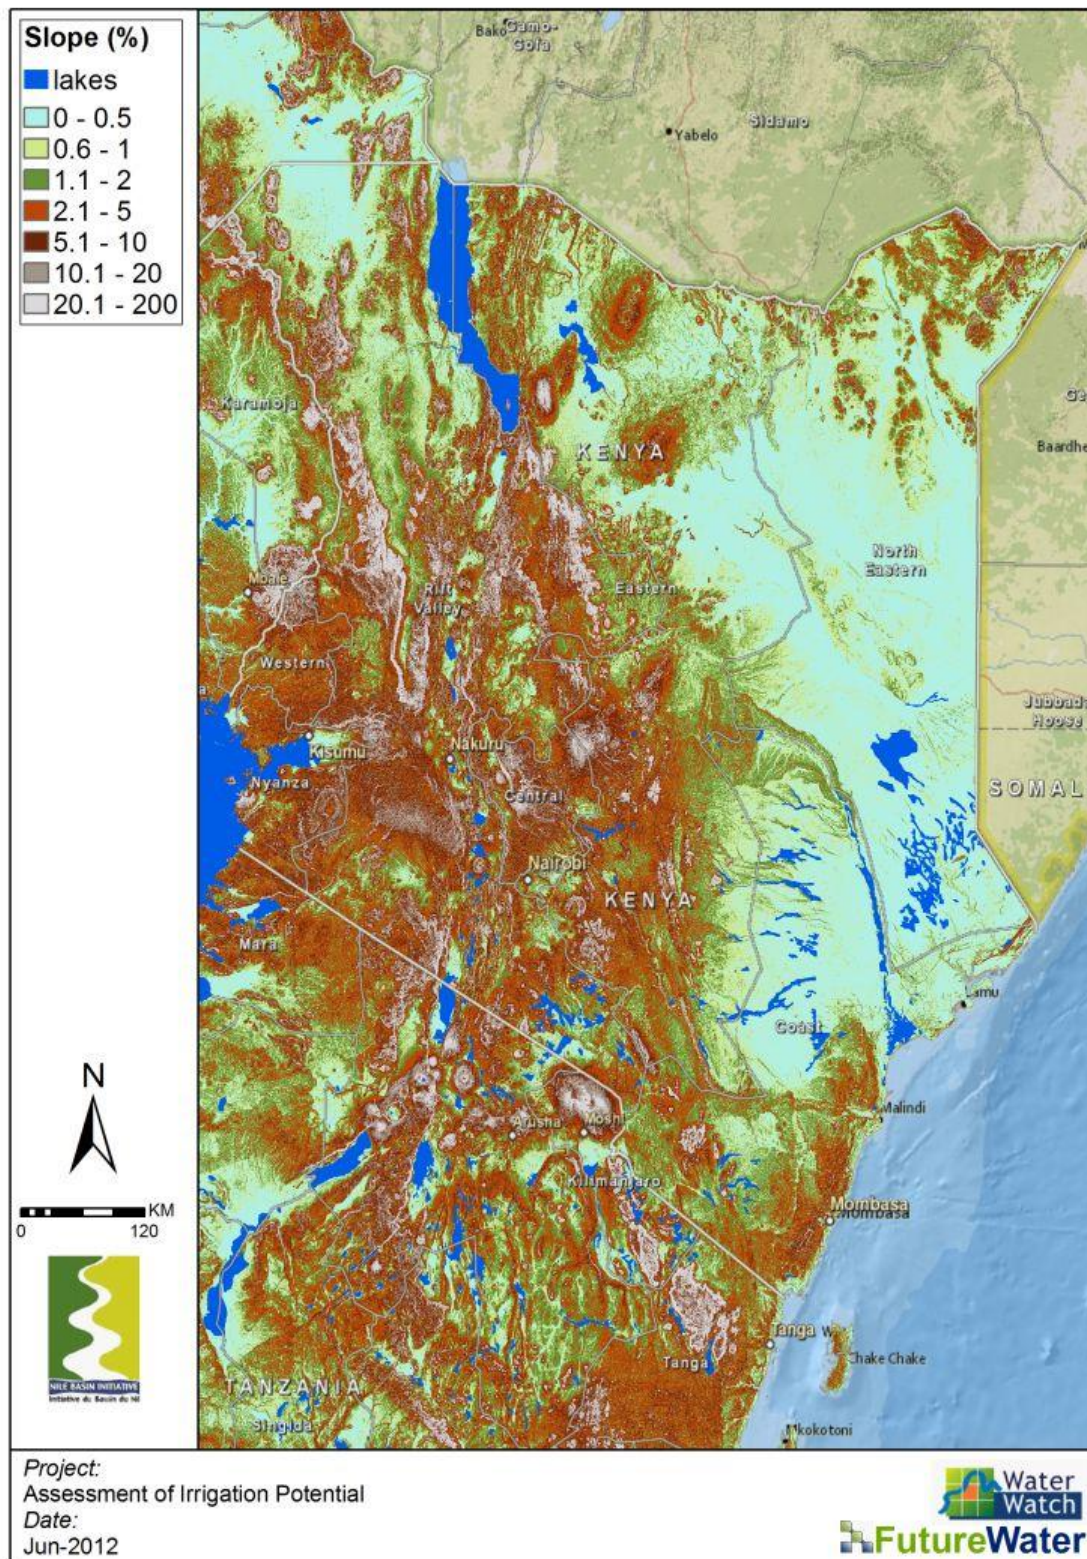 Slope (%)
lakes
0 - 0.5
0.6 - 1
1.1 - 2
2.1 - 5
5.1 - 10
10.1 - 20
20.1 - 200
Bako
Gamo-
Gofa
Yabelo
Sidamo
Karamoja
KENYA
Baardhe
Ge
North
Eastern
Mbale
Rift
Valley
Eastern
Western
Jubbad
Hoose
Kisumu
Nakuru
Nyanza
Central
SOMAL
Nairobi
KENYA
Mara
Lamu
Coast
N
Malindi
Arusha
Moshi
Kilimanjaro
0 120 KM
Mombasa
Mombasa
Tanga W
Chake Chake
Tanga
NILE BASIN INITIATIVE
Initiative du Bassin du Nil
TANZANIA
Singida
Mkokotoni
Project:
Assessment of Irrigation Potential
Date:
Jun-2012
Water
Watch
FutureWater